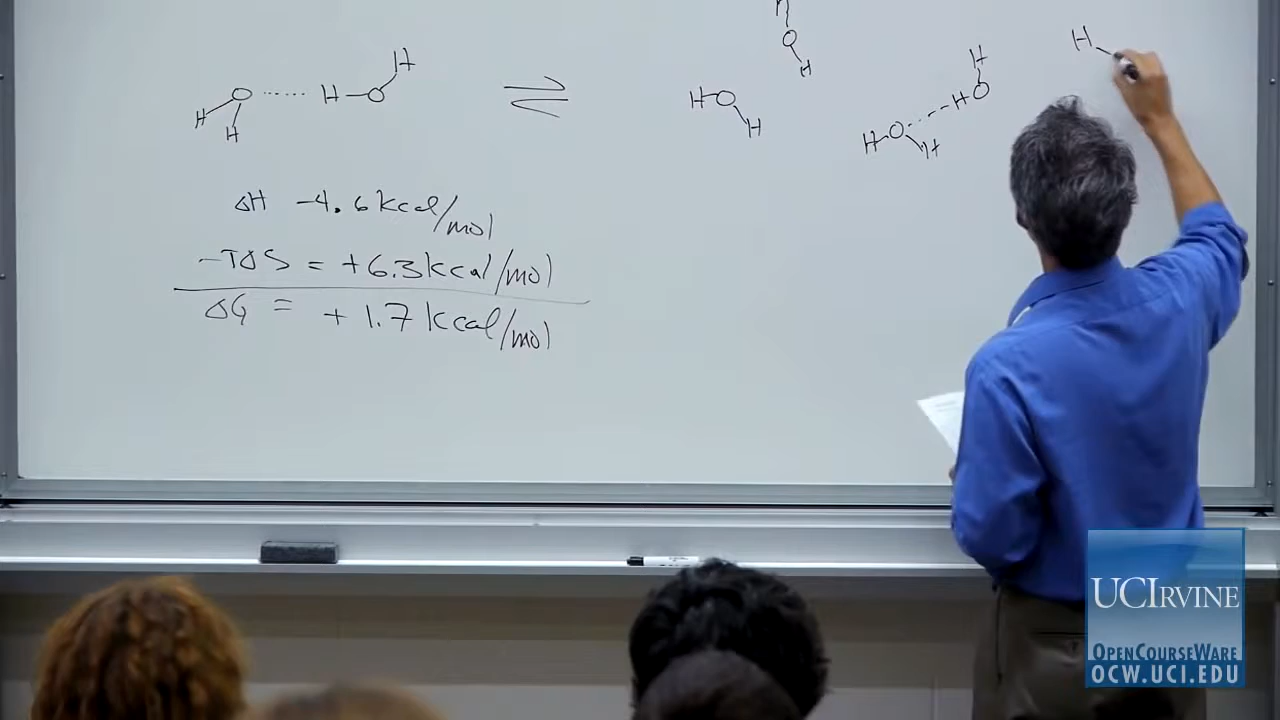 H
H
O
H
H
O
H
H
O ...... H—O
H
H
⇌
H-O
H
H-O
H
ΔH -4.6 kcal/mol
-TΔS = +6.3 kcal/mol
ΔG = +1.7 kcal/mol
UCIRVINE
OPENCOURSEWARE
OCW.UCI.EDU